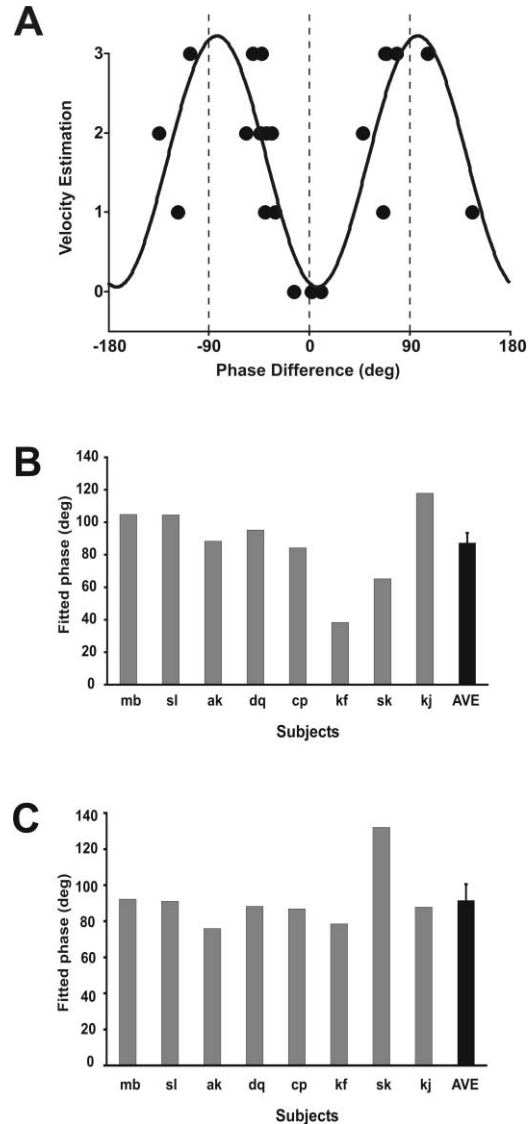 A
Velocity Estimation
3
2
1
0
-180 -90 0 90 180
Phase Difference (deg)
B
Fitted phase (deg)
140
120
100
80
60
40
20
0
mb sl ak dq cp kf sk kj AVE
Subjects
C
Fitted phase (deg)
140
120
100
80
60
40
20
0
mb sl ak dq cp kf sk kj AVE
Subjects